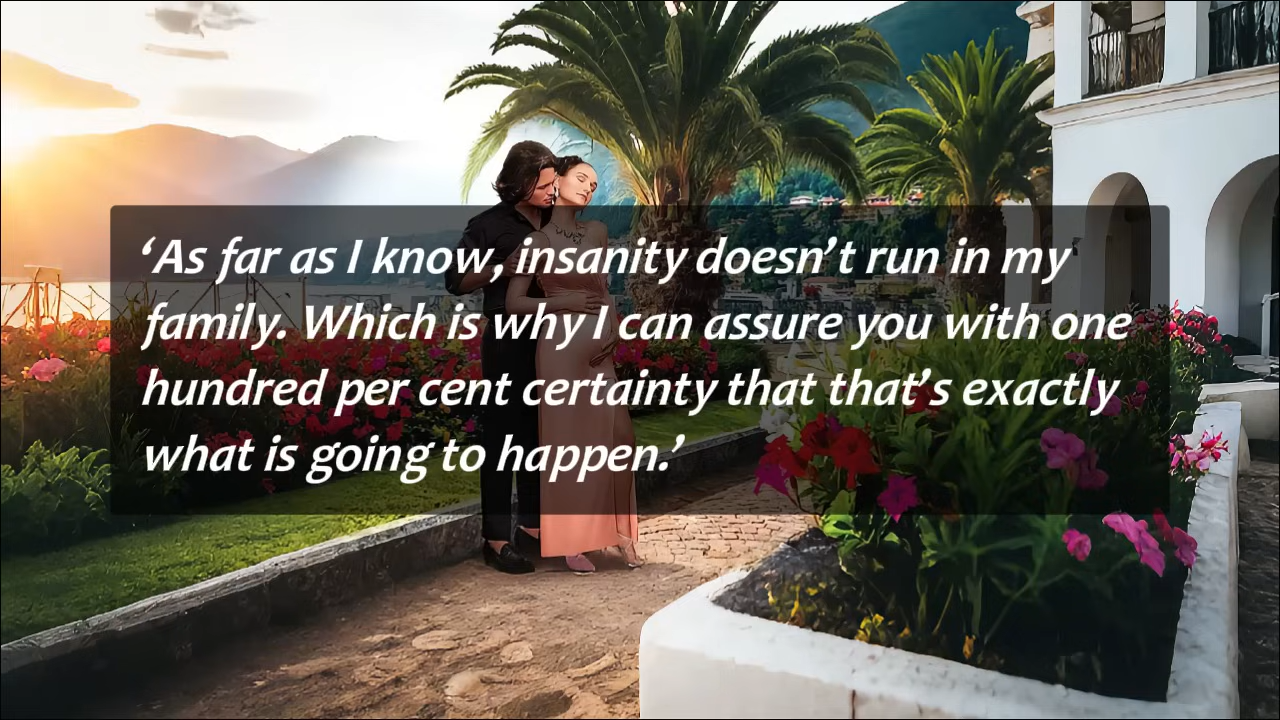 ‘As far as I know, insanity doesn’t run in my
family. Which is why I can assure you with one
hundred per cent certainty that that’s exactly
what is going to happen.’